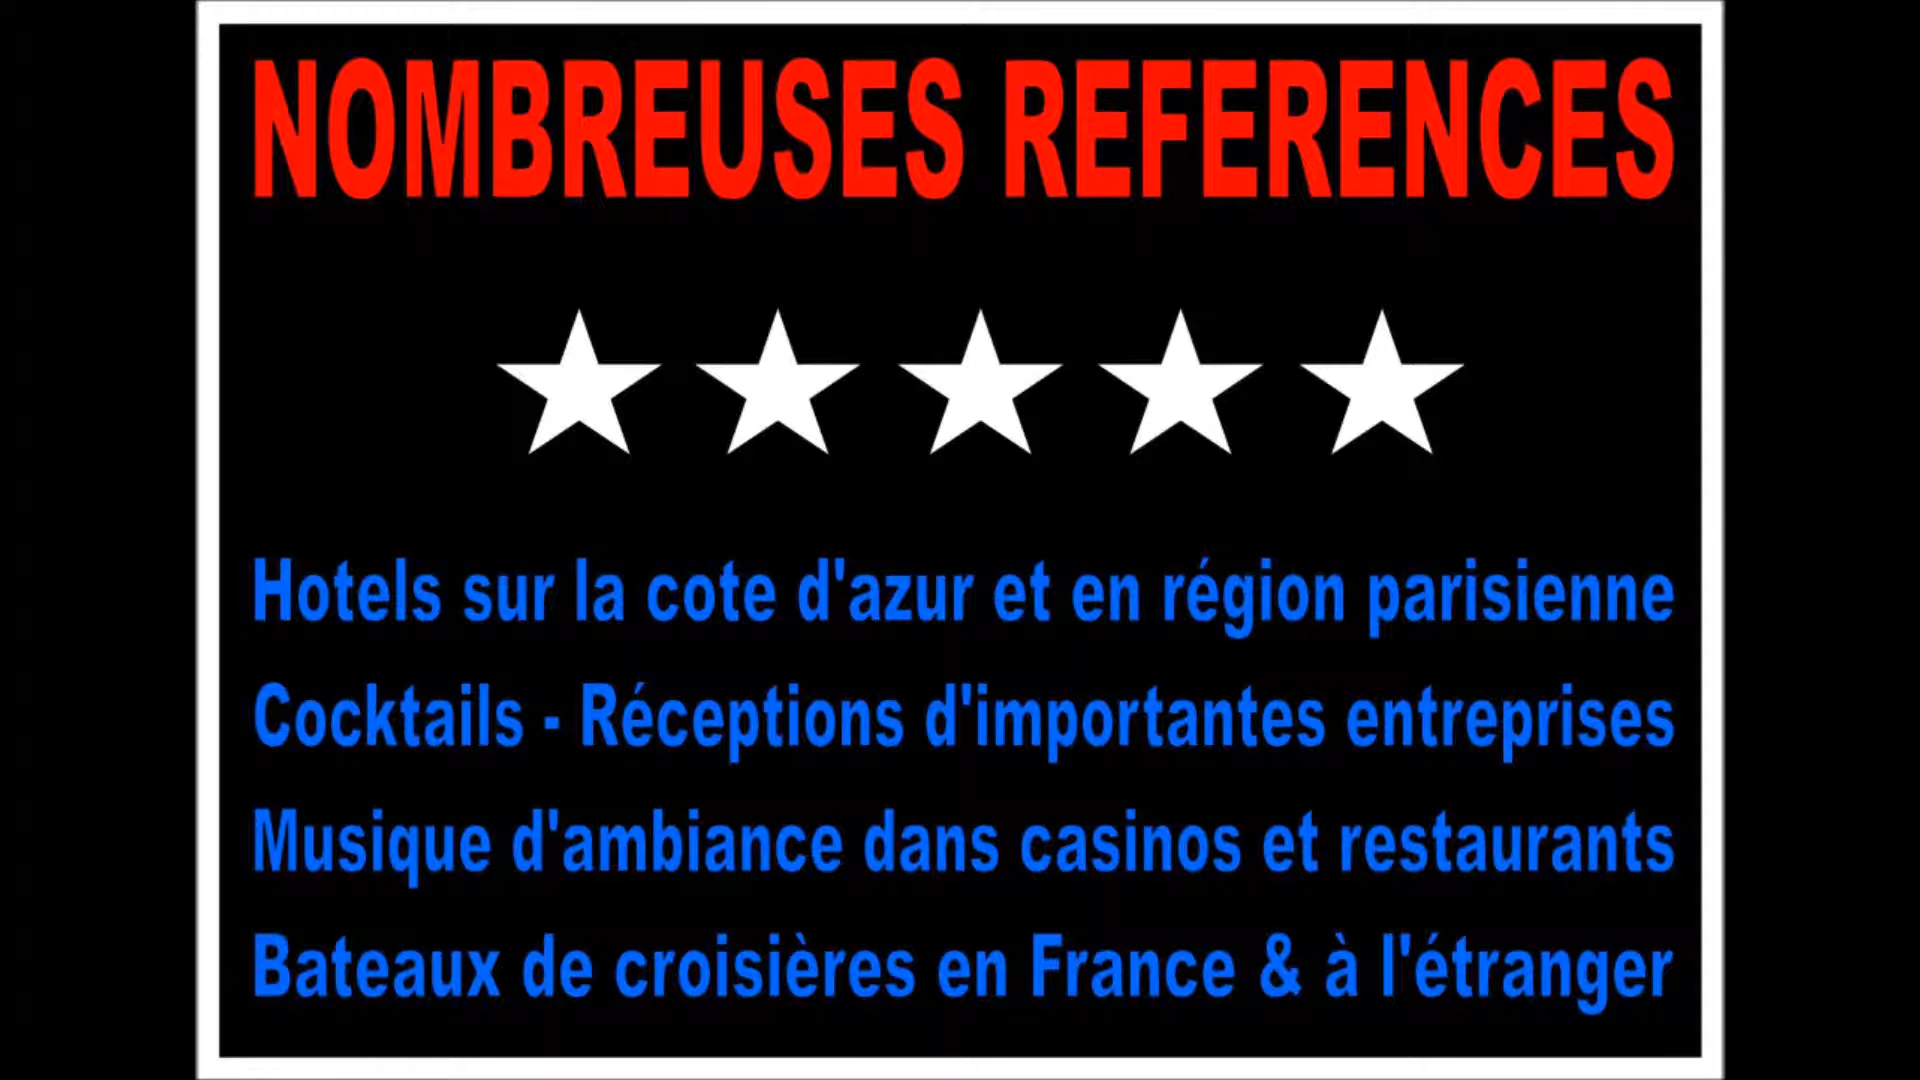 NOMBREUSES REFERENCES
Hotels sur la cote d'azur et en région parisienne
Cocktails - Réceptions d'importantes entreprises
Musique d'ambiance dans casinos et restaurants
Bateaux de croisières en France & à l'étranger